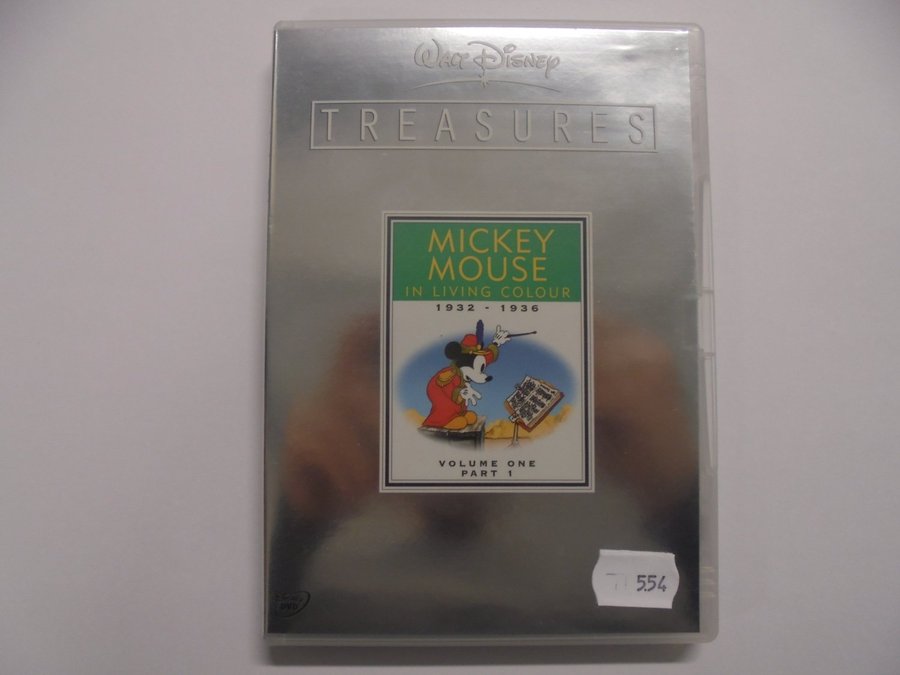 WALT DISNEY
TREASURES
MICKEY
MOUSE
IN LIVING COLOUR
1932 - 1936
VOLUME ONE
PART 1
554
DISNEY
DVD